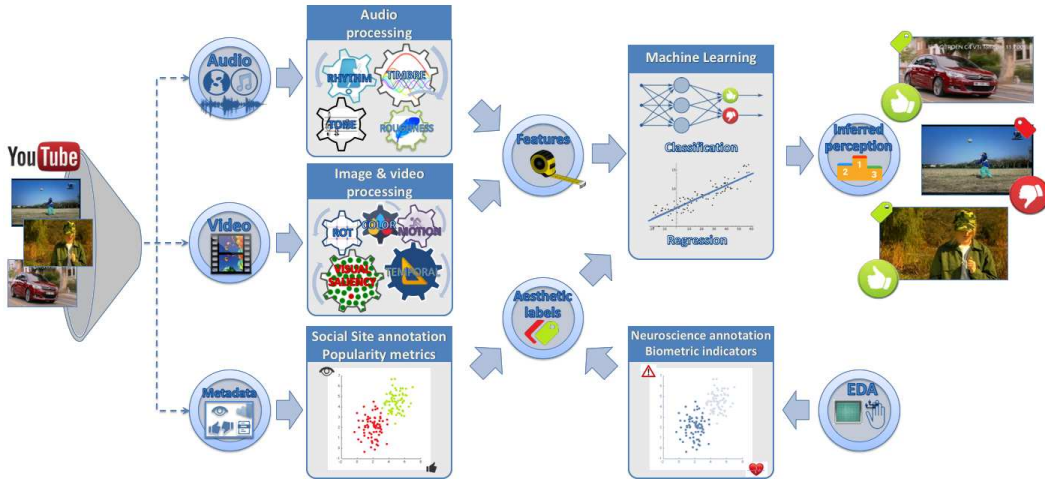 YouTube
Audio
Audio
processing
RHYTHM
TIMBRE
TONE
ROUGHNESS
Video
Image & video
processing
ROT
COLOR
MOTION
VISUAL
SALIENCY
TEMPORAL
Metadata
Social Site annotation
Popularity metrics
Features
Aesthetic
labels
Machine Learning
Classification
Regression
Neuroscience annotation
Biometric indicators
EDA
Inferred
perception
1
2
3